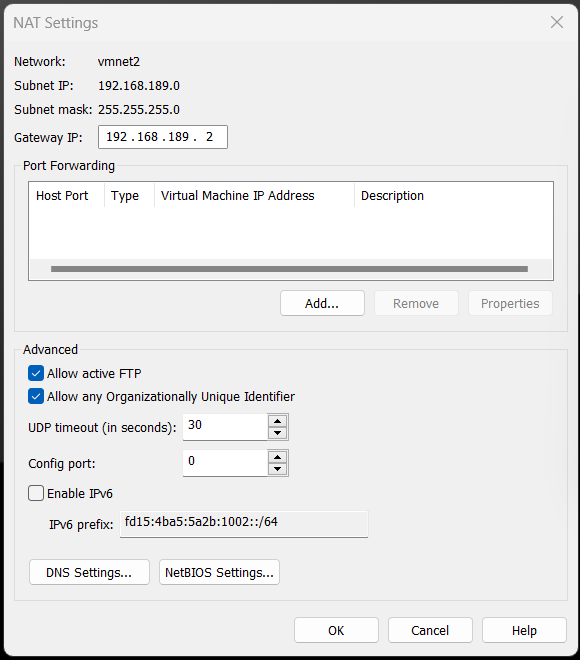 NAT Settings
Network: vmnet2
Subnet IP: 192.168.189.0
Subnet mask: 255.255.255.0
Gateway IP: 192 . 168 . 189 . 2
Port Forwarding
Host Port Type Virtual Machine IP Address Description
Add... Remove Properties
Advanced
Allow active FTP
Allow any Organizationally Unique Identifier
UDP timeout (in seconds): 30
Config port: 0
Enable IPv6
IPv6 prefix: fd15:4ba5:5a2b:1002::/64
DNS Settings... NetBIOS Settings...
OK Cancel Help